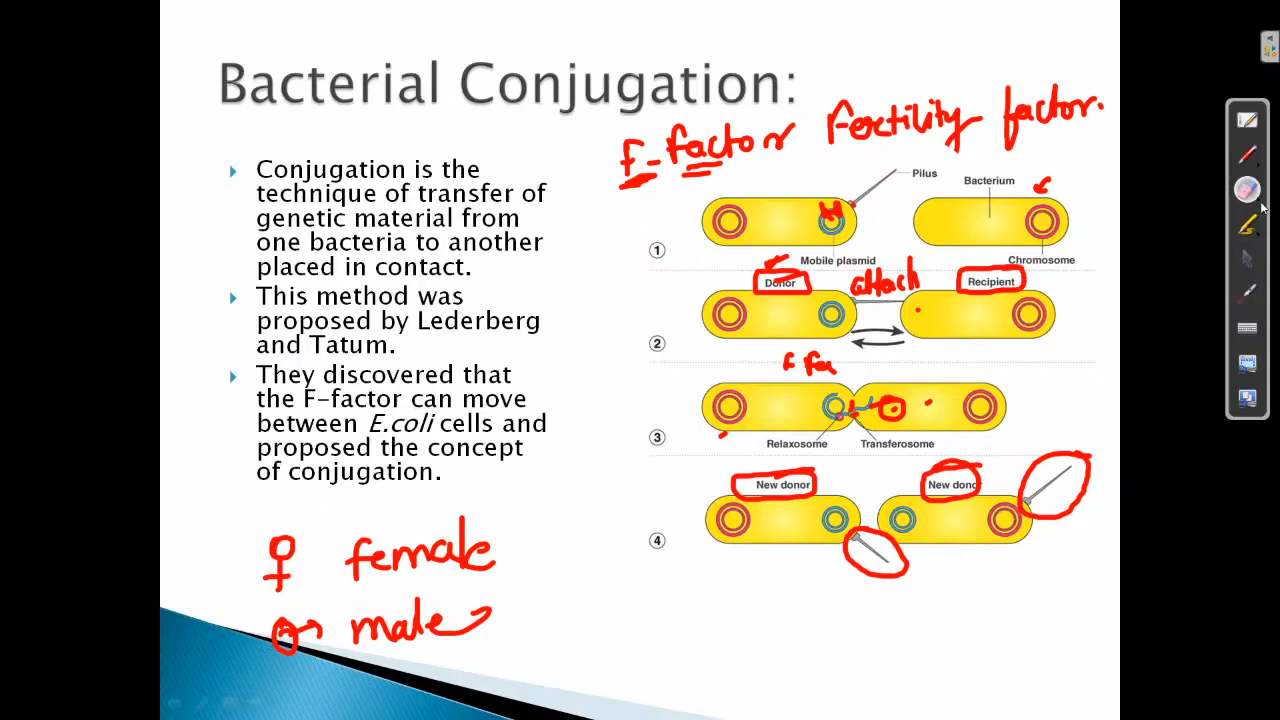 Bacterial Conjugation:
F-factor Fertility factor.
Conjugation is the
technique of transfer of
genetic material from
one bacteria to another
placed in contact.
This method was
proposed by Lederberg
and Tatum.
They discovered that
the F-factor can move
between E.coli cells and
proposed the concept
of conjugation.
♀ female
♂ male
Pilus
Bacterium
1
Mobile plasmid
Chromosome
Donor
attach
Recipient
2
F Fac
3
Relaxosome
Transferosome
New donor
New donor
4